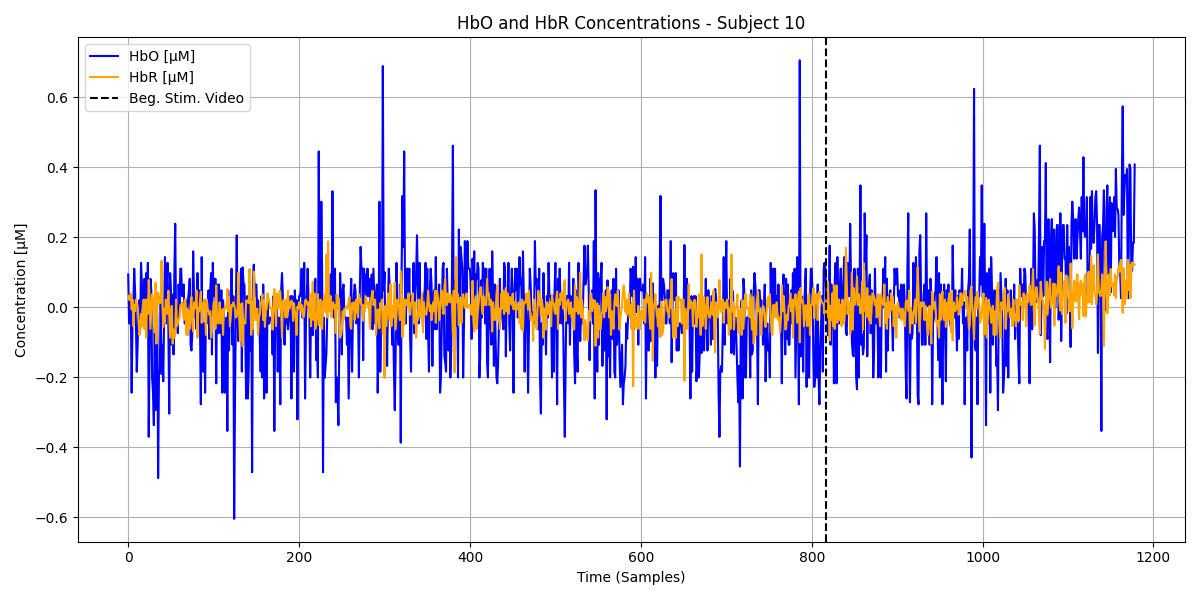 HbO and HbR Concentrations - Subject 10
HbO [µM]
HbR [µM]
Beg. Stim. Video
Concentration [µM]
0.6
0.4
0.2
0.0
−0.2
−0.4
−0.6
0 200 400 600 800 1000 1200
Time (Samples)